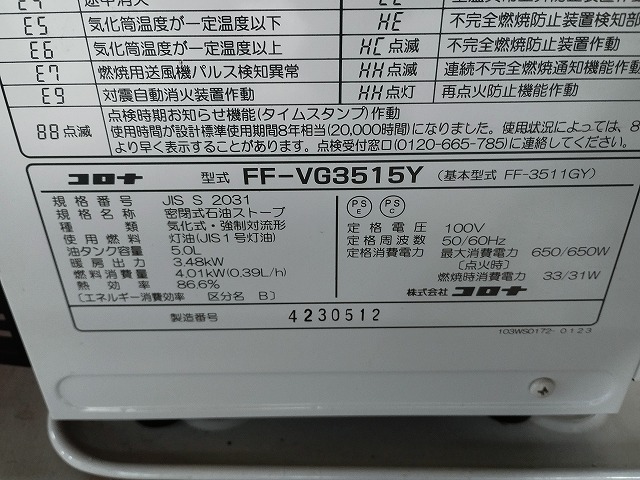 E5 気化筒温度が一定温度以下
HE 不完全燃焼防止装置検知部
E6 気化筒温度が一定温度以上
HC点滅 不完全燃焼防止装置作動
E7 燃焼用送風機パルス検知異常
HH点滅 連続不完全燃焼通知機能作動
E9 対震自動消火装置作動
HH点灯 再点火防止機能作動
88点滅
点検時期お知らせ機能(タイムスタンプ)作動
使用時間が設計標準使用期間8年相当(20,000時間)になりました。使用状況によっては、8
より早く表示することがあります。点検受付窓口(0120-665-785)に連絡し
コロナ 型式 FF-VG3515Y (基本型式 FF-3511GY)
規格番号 JIS S 2031
規格名称 密閉式石油ストーブ
種類 気化式・強制対流形
使用燃料 灯油(JIS1号灯油)
油タンク容量 5.0L
暖房出力 3.48kW
燃料消費量 4.01kW(0.39L/h)
熱効率 86.6%
[エネルギー消費効率 区分名 B]
PS E PS C
定格電圧 100V
定格周波数 50/60Hz
定格消費電力 最大消費電力 650/650W
[点火時]
燃焼時消費電力 33/31W
株式会社 コロナ
製造番号 4230512
103WS0172- 0 1 2 3